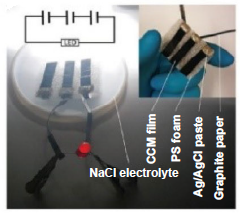 LED
NaCl electrolyte
CCM film
PS foam
Ag/AgCl paste
Graphite paper